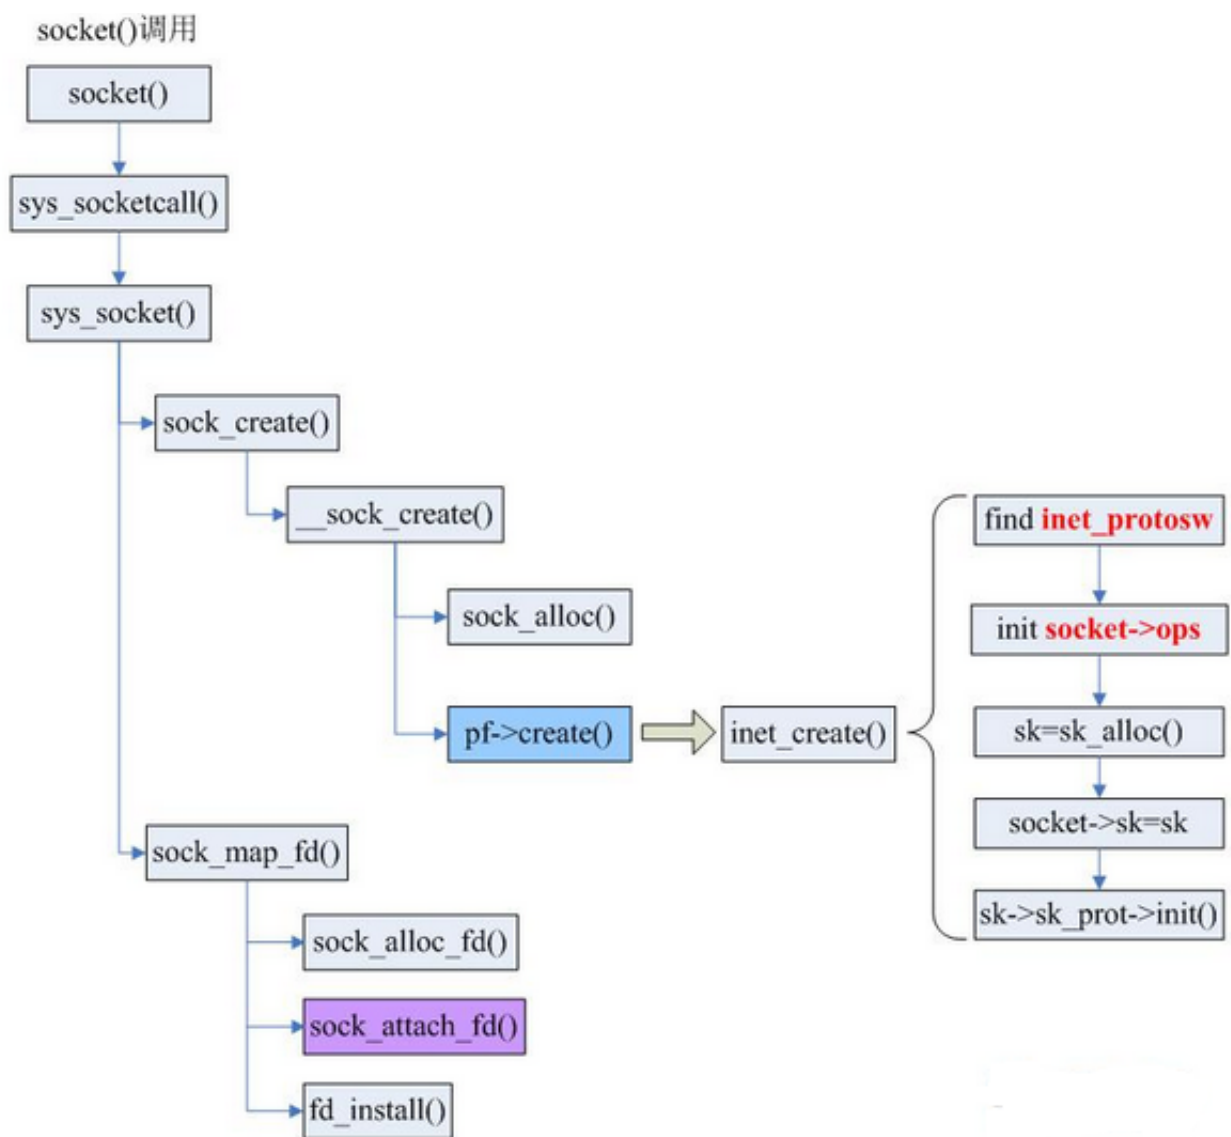 socket()调用
socket()
sys_socketcall()
sys_socket()
sock_create()
__sock_create()
sock_alloc()
pf->create()
inet_create()
find inet_protosw
init socket->ops
sk=sk_alloc()
socket->sk=sk
sk->sk_prot->init()
sock_map_fd()
sock_alloc_fd()
sock_attach_fd()
fd_install()